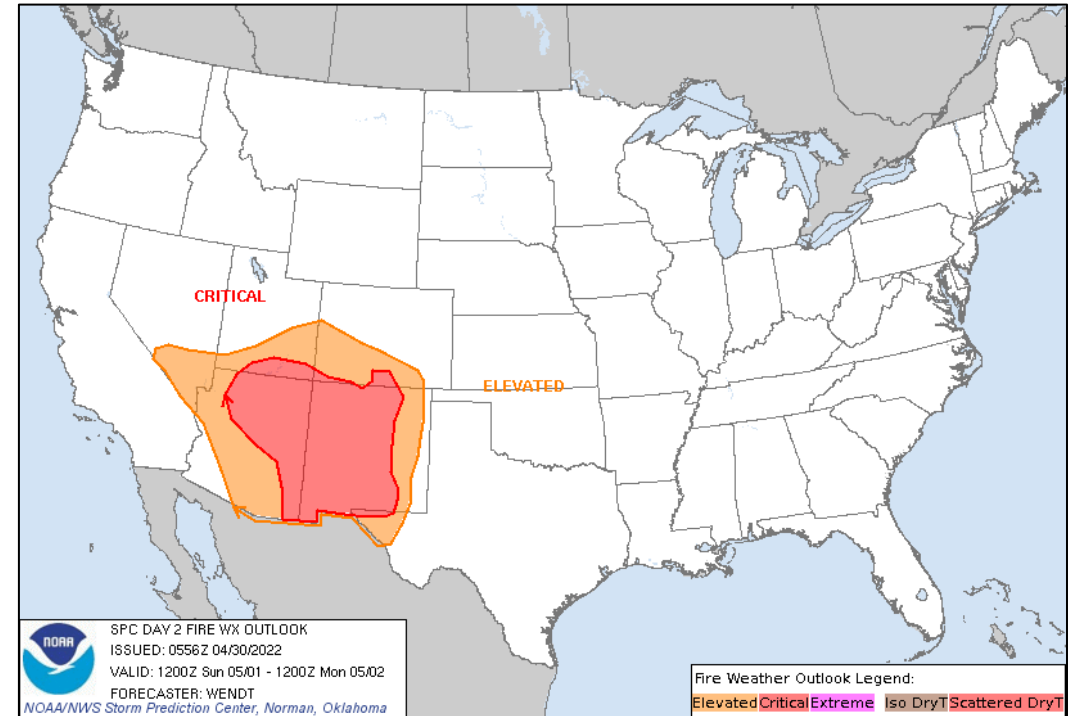 CRITICAL
ELEVATED
NOAA
SPC DAY 2 FIRE WX OUTLOOK
ISSUED: 0556Z 04/30/2022
VALID: 1200Z Sun 05/01 - 1200Z Mon 05/02
FORECASTER: WENDT
NOAA/NWS Storm Prediction Center, Norman, Oklahoma
Fire Weather Outlook Legend:
Elevated Critical Extreme Iso DryT Scattered DryT